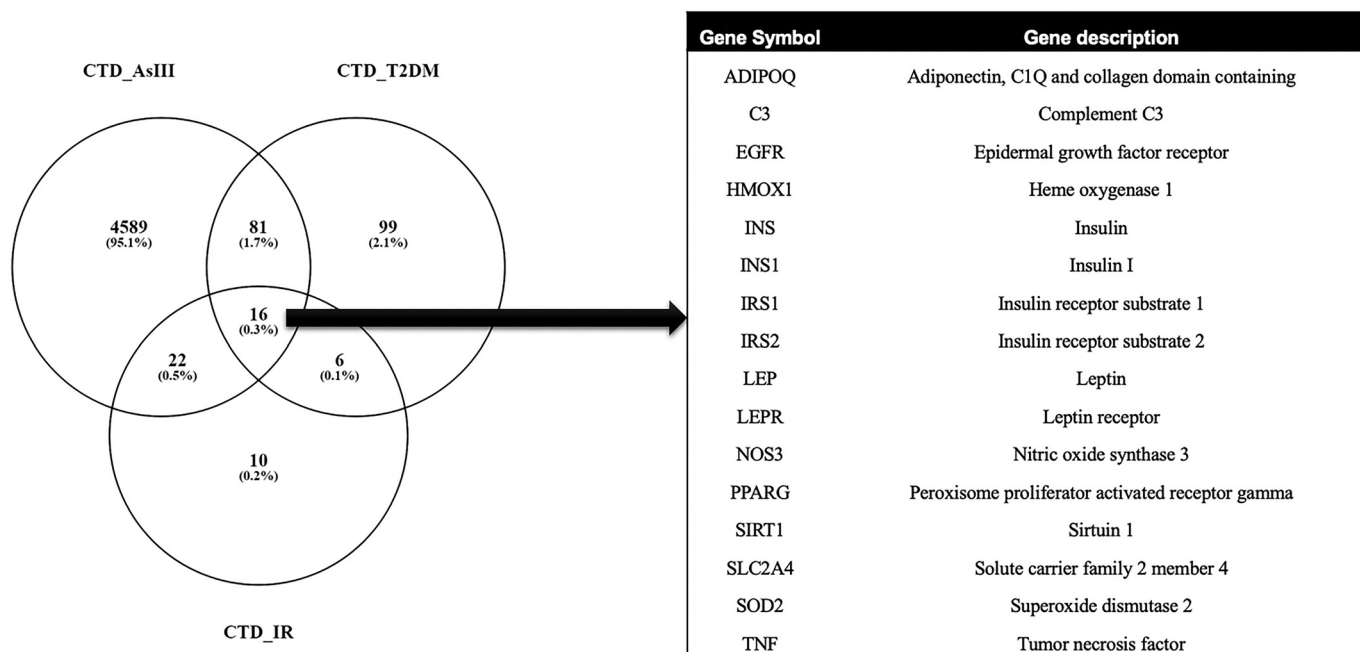 CTD_AsIII
CTD_T2DM
4589
(95.1%)
81
(1.7%)
99
(2.1%)
16
(0.3%)
22
(0.5%)
6
(0.1%)
10
(0.2%)
CTD_IR
Gene Symbol Gene description
ADIPOQ Adiponectin, C1Q and collagen domain containing
C3 Complement C3
EGFR Epidermal growth factor receptor
HMOX1 Heme oxygenase 1
INS Insulin
INS1 Insulin I
IRS1 Insulin receptor substrate 1
IRS2 Insulin receptor substrate 2
LEP Leptin
LEPR Leptin receptor
NOS3 Nitric oxide synthase 3
PPARG Peroxisome proliferator activated receptor gamma
SIRT1 Sirtuin 1
SLC2A4 Solute carrier family 2 member 4
SOD2 Superoxide dismutase 2
TNF Tumor necrosis factor